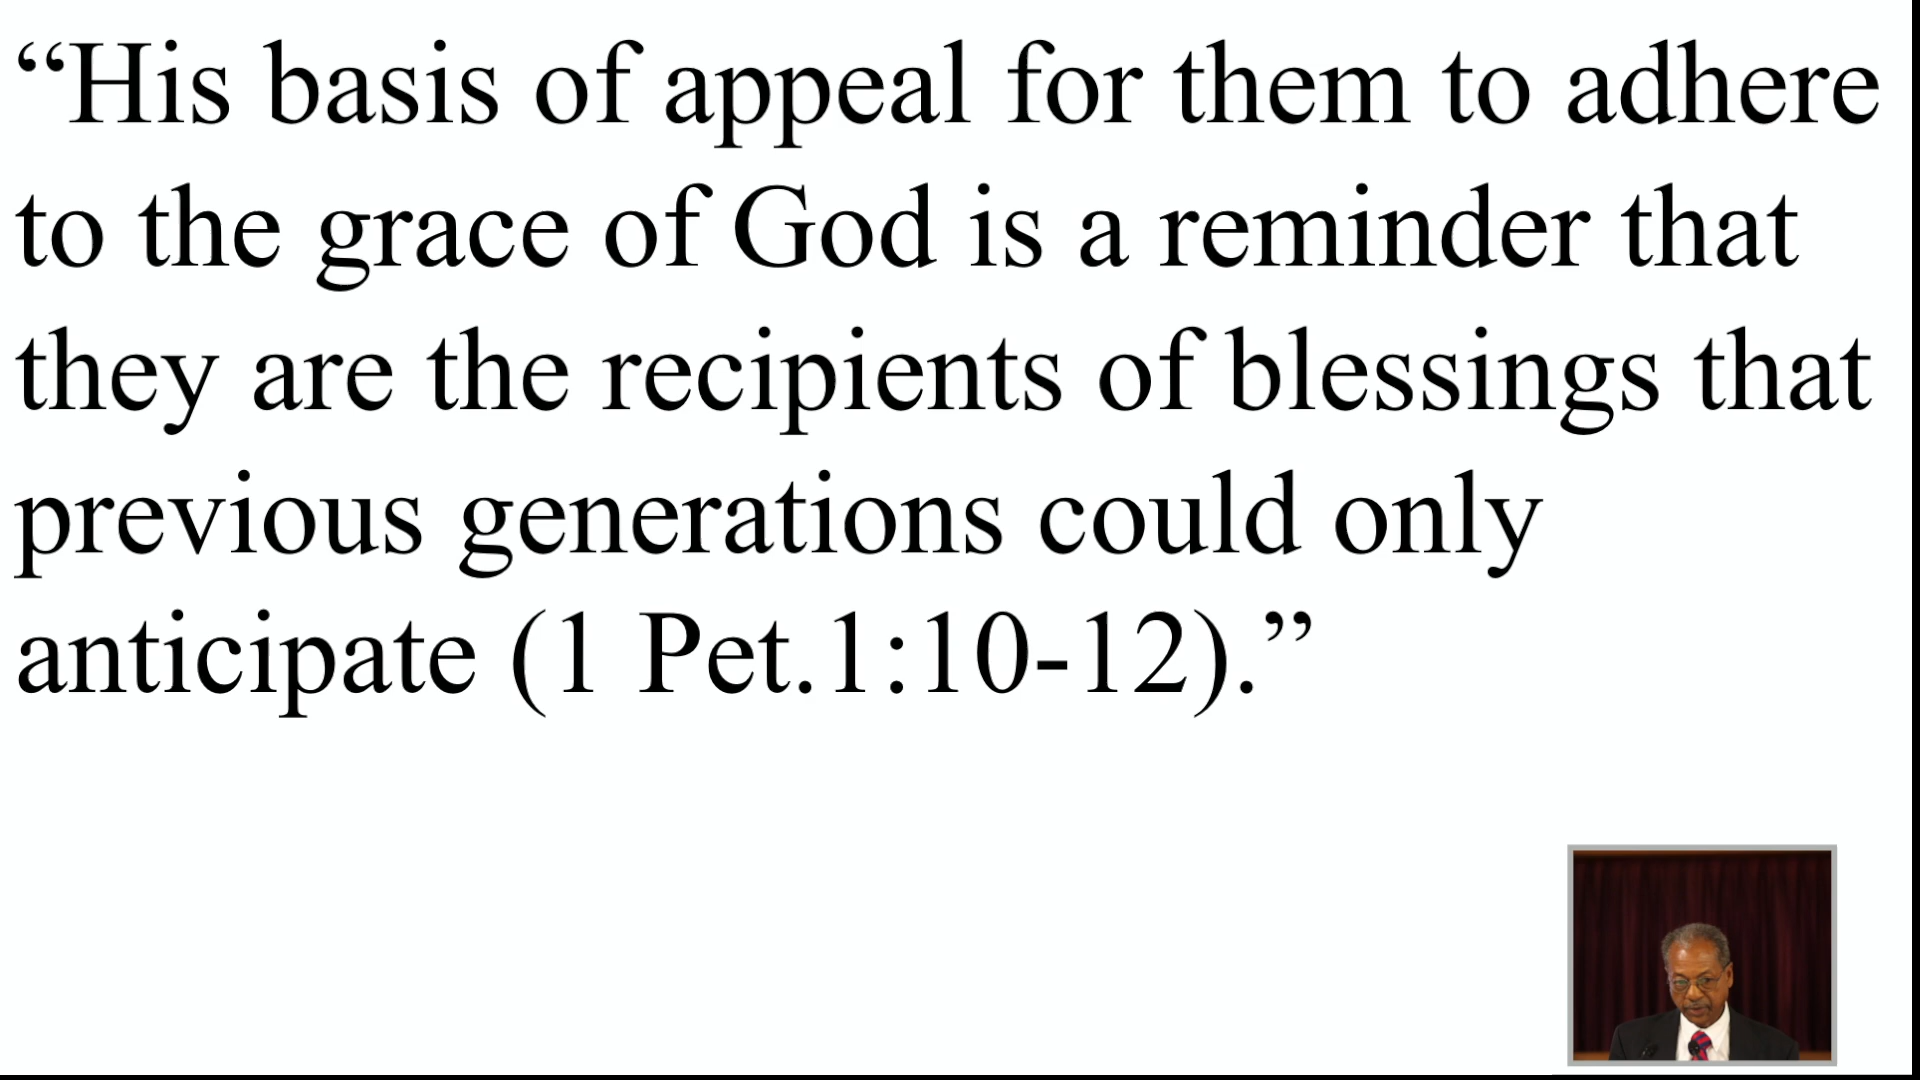 “His basis of appeal for them to adhere
to the grace of God is a reminder that
they are the recipients of blessings that
previous generations could only
anticipate (1 Pet.1:10-12).”